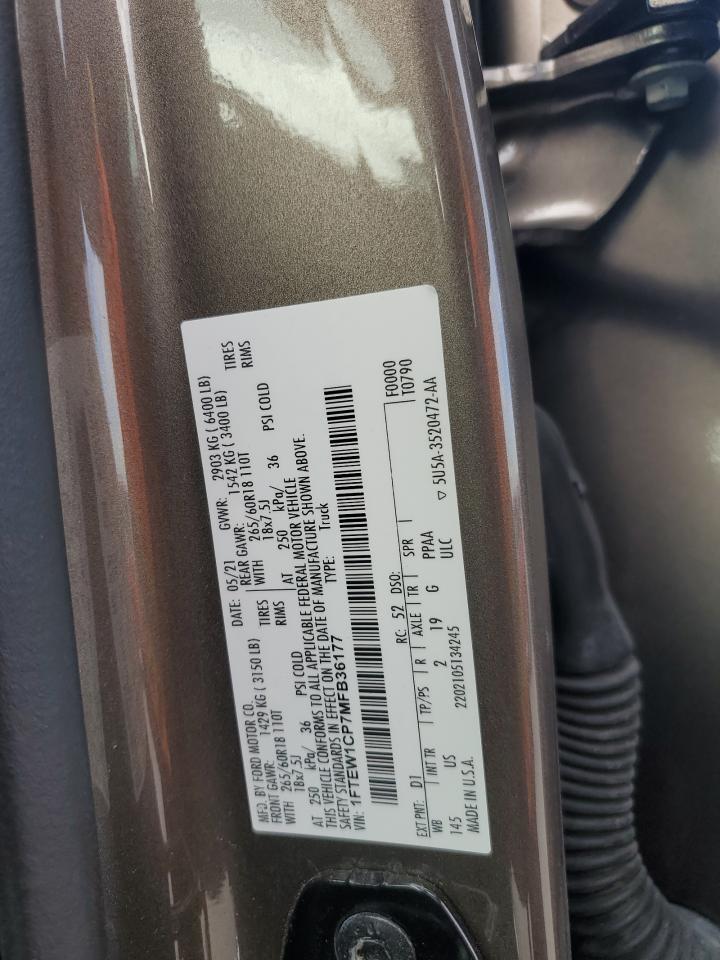 MFD. BY FORD MOTOR CO. DATE: 05/21 GVWR: 2903 KG ( 6400 LB)
FRONT GAWR: 1429 KG ( 3150 LB) REAR GAWR: 1542 KG ( 3400 LB)
WITH 265/60R18 110T TIRES WITH 265/60R18 110T TIRES
18x7.5J RIMS 18x7.5J RIMS
AT 250 kPa/ 36 PSI COLD AT 250 kPa/ 36 PSI COLD
THIS VEHICLE CONFORMS TO ALL APPLICABLE FEDERAL MOTOR VEHICLE
SAFETY STANDARDS IN EFFECT ON THE DATE OF MANUFACTURE SHOWN ABOVE.
VIN: 1FTEW1CP7MFB36177 TYPE: Truck
EXT PNT: D1 RC: 52 DSO: F0000
WB INT TR TP/PS R AXLE TR SPR T0790
145 US 2 19 G PPAA
MADE IN U.S.A. 2202105134245 ULC ▽ 5U5A-3520472-AA